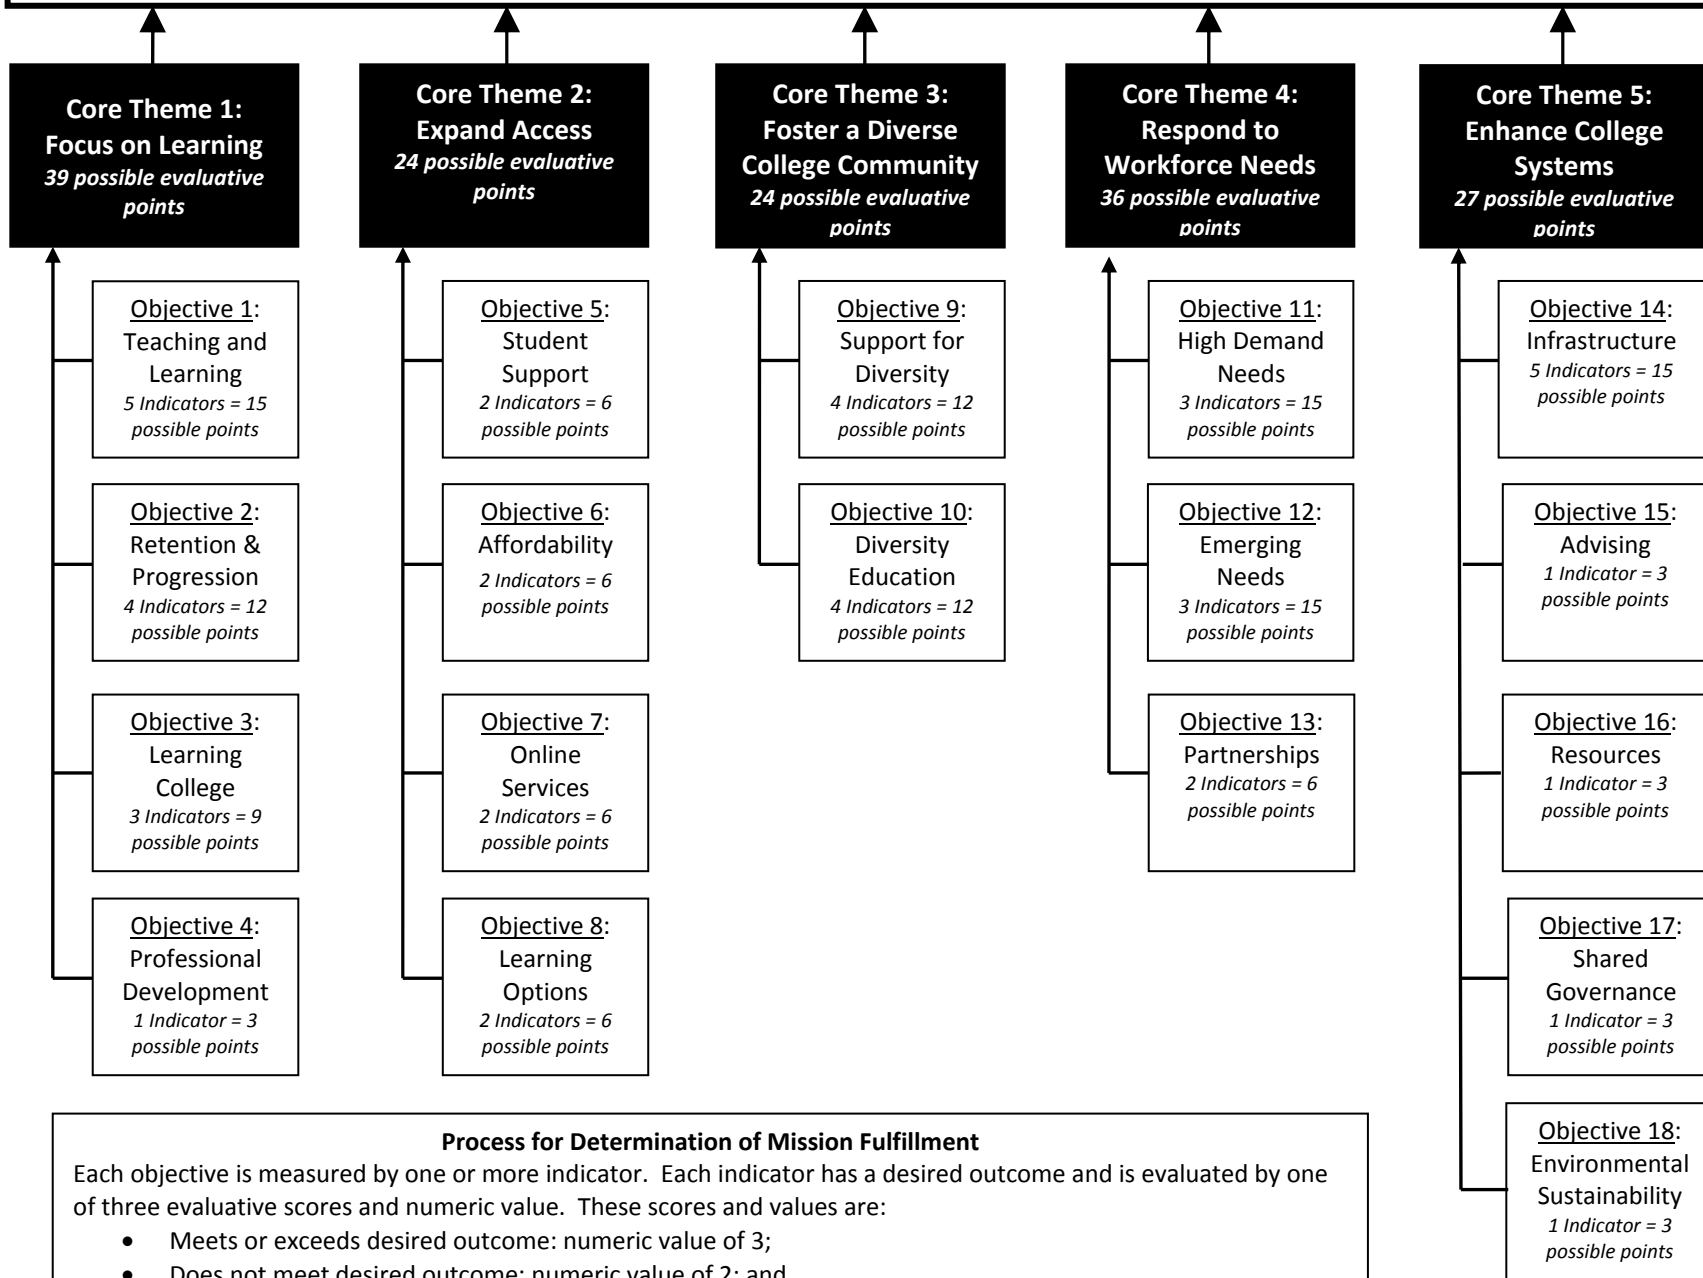 Core Theme 1:
Focus on Learning
39 possible evaluative
points
Core Theme 2:
Expand Access
24 possible evaluative
points
Core Theme 3:
Foster a Diverse
College Community
24 possible evaluative
points
Core Theme 4:
Respond to
Workforce Needs
36 possible evaluative
points
Core Theme 5:
Enhance College
Systems
27 possible evaluative
points
Objective 1:
Teaching and
Learning
5 Indicators = 15
possible points
Objective 5:
Student
Support
2 Indicators = 6
possible points
Objective 9:
Support for
Diversity
4 Indicators = 12
possible points
Objective 11:
High Demand
Needs
3 Indicators = 15
possible points
Objective 14:
Infrastructure
5 Indicators = 15
possible points
Objective 2:
Retention &
Progression
4 Indicators = 12
possible points
Objective 6:
Affordability
2 Indicators = 6
possible points
Objective 10:
Diversity
Education
4 Indicators = 12
possible points
Objective 12:
Emerging
Needs
3 Indicators = 15
possible points
Objective 15:
Advising
1 Indicator = 3
possible points
Objective 3:
Learning
College
3 Indicators = 9
possible points
Objective 7:
Online
Services
2 Indicators = 6
possible points
Objective 13:
Partnerships
2 Indicators = 6
possible points
Objective 16:
Resources
1 Indicator = 3
possible points
Objective 4:
Professional
Development
1 Indicator = 3
possible points
Objective 8:
Learning
Options
2 Indicators = 6
possible points
Objective 17:
Shared
Governance
1 Indicator = 3
possible points
Objective 18:
Environmental
Sustainability
1 Indicator = 3
possible points
Process for Determination of Mission Fulfillment
Each objective is measured by one or more indicator.  Each indicator has a desired outcome and is evaluated by one
of three evaluative scores and numeric value.  These scores and values are:
• Meets or exceeds desired outcome: numeric value of 3;
• Does not meet desired outcome: numeric value of 2; and